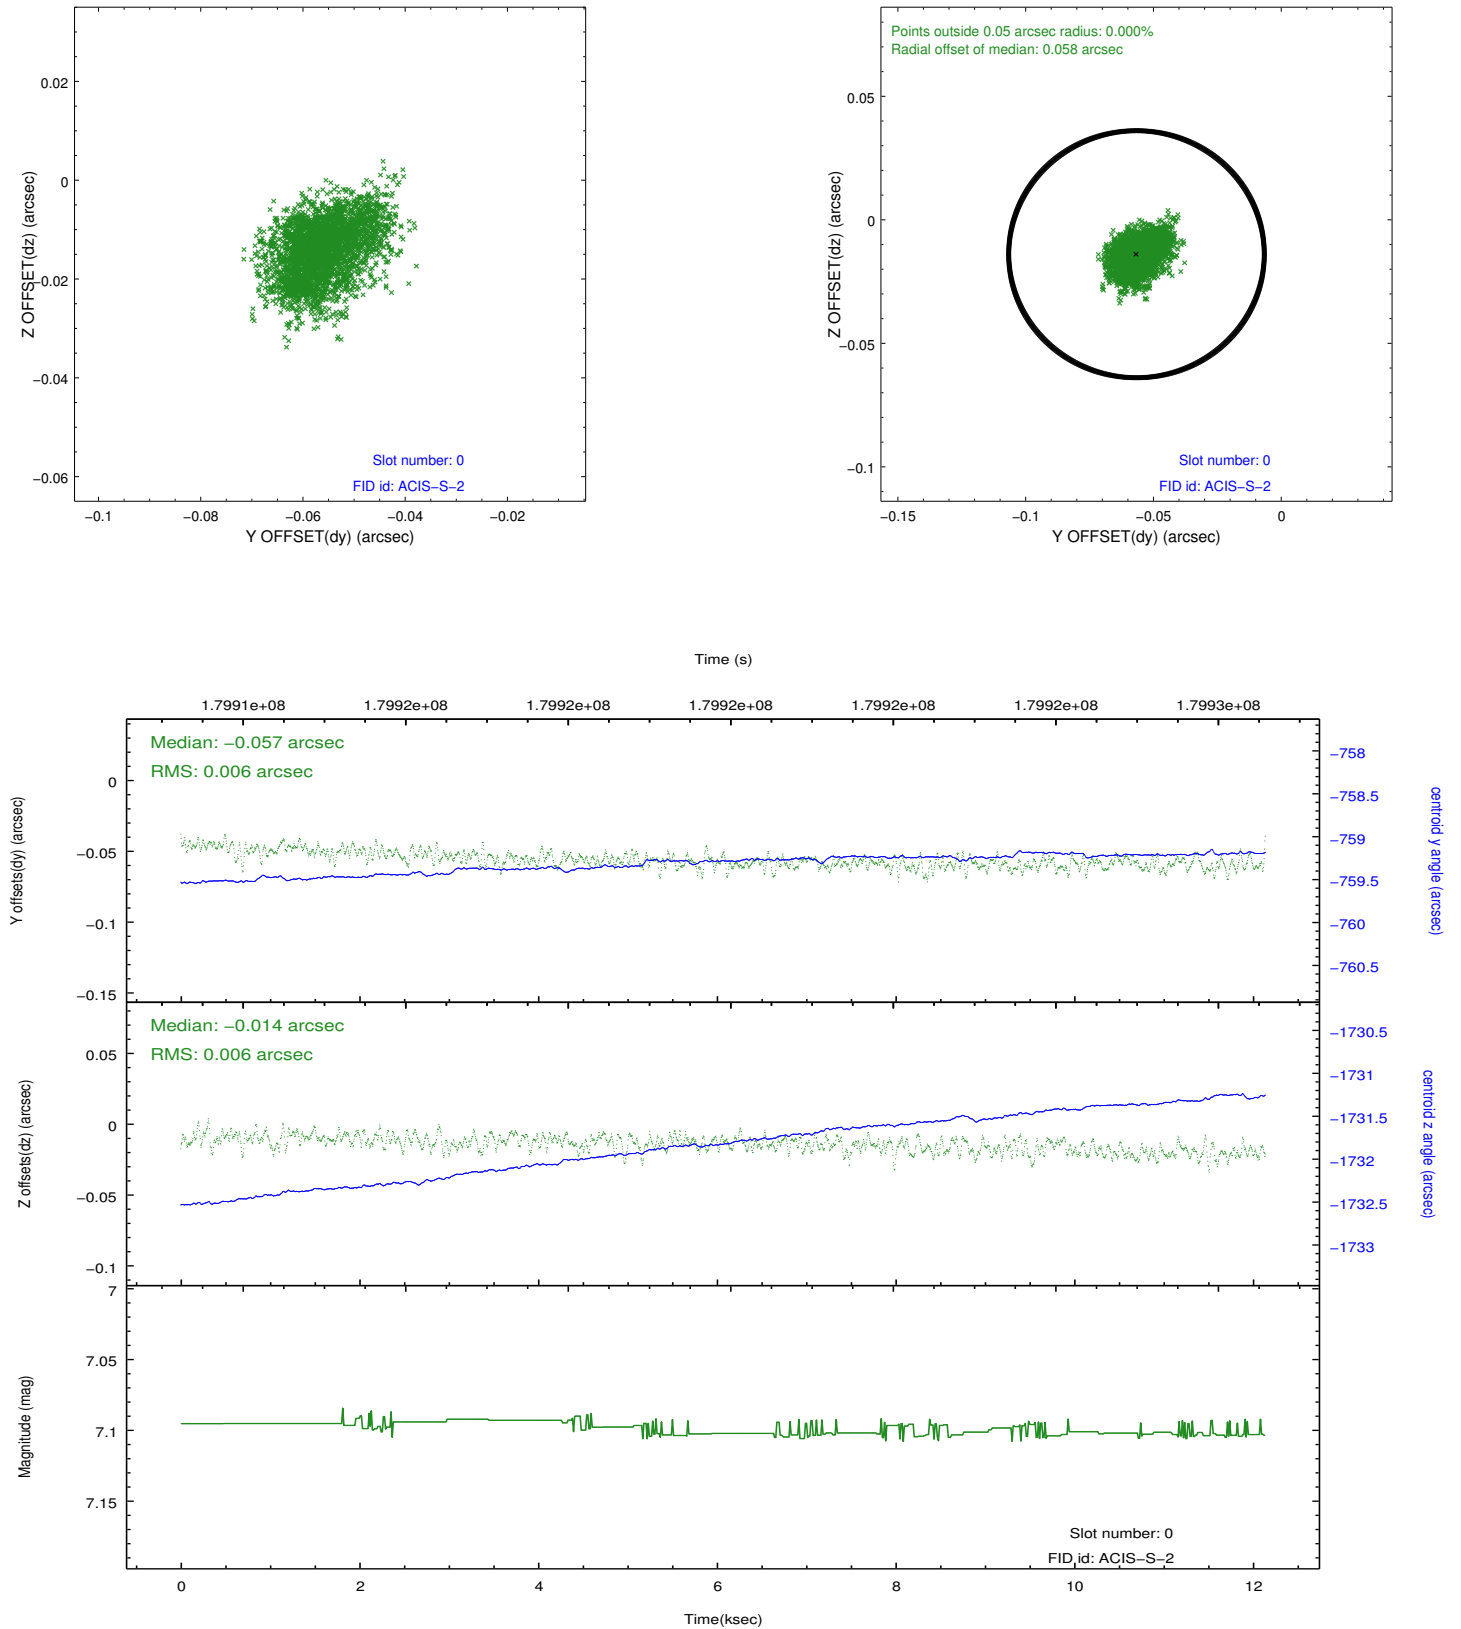 0.02
0
−0.02
−0.04
−0.06
Z OFFSET(dz) (arcsec)
Slot number: 0
FID id: ACIS−S−2
−0.1
−0.08
−0.06
−0.04
−0.02
Y OFFSET(dy) (arcsec)
Points outside 0.05 arcsec radius: 0.000%
Radial offset of median: 0.058 arcsec
0.05
0
−0.05
−0.1
Z OFFSET(dz) (arcsec)
Slot number: 0
FID id: ACIS−S−2
−0.15
−0.1
−0.05
0
Y OFFSET(dy) (arcsec)
Time (s)
1.7991e+08
1.7992e+08
1.7992e+08
1.7992e+08
1.7992e+08
1.7992e+08
1.7993e+08
Median: −0.057 arcsec
RMS: 0.006 arcsec
0
−0.05
−0.1
−0.15
Y offsets(dy) (arcsec)
−758
−758.5
−759
−759.5
−760
−760.5
centroid y angle (arcsec)
Median: −0.014 arcsec
RMS: 0.006 arcsec
0.05
0
−0.05
−0.1
Z offsets(dz) (arcsec)
−1730.5
−1731
−1731.5
−1732
−1732.5
−1733
centroid z angle (arcsec)
7
7.05
7.1
7.15
Magnitude (mag)
Slot number: 0
FID id: ACIS−S−2
0
2
4
6
8
10
12
Time(ksec)